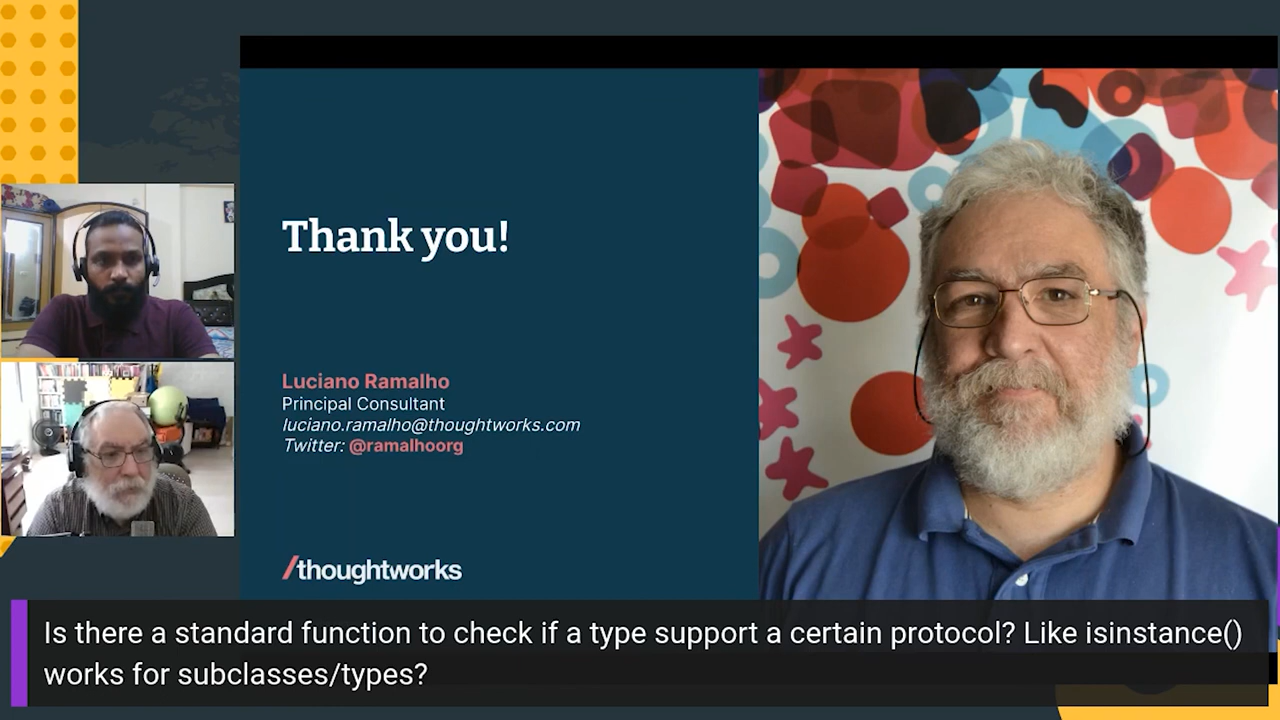 Thank you!
Luciano Ramalho
Principal Consultant
luciano.ramalho@thoughtworks.com
Twitter: @ramalhoorg
/thoughtworks
Is there a standard function to check if a type support a certain protocol? Like isinstance()
works for subclasses/types?